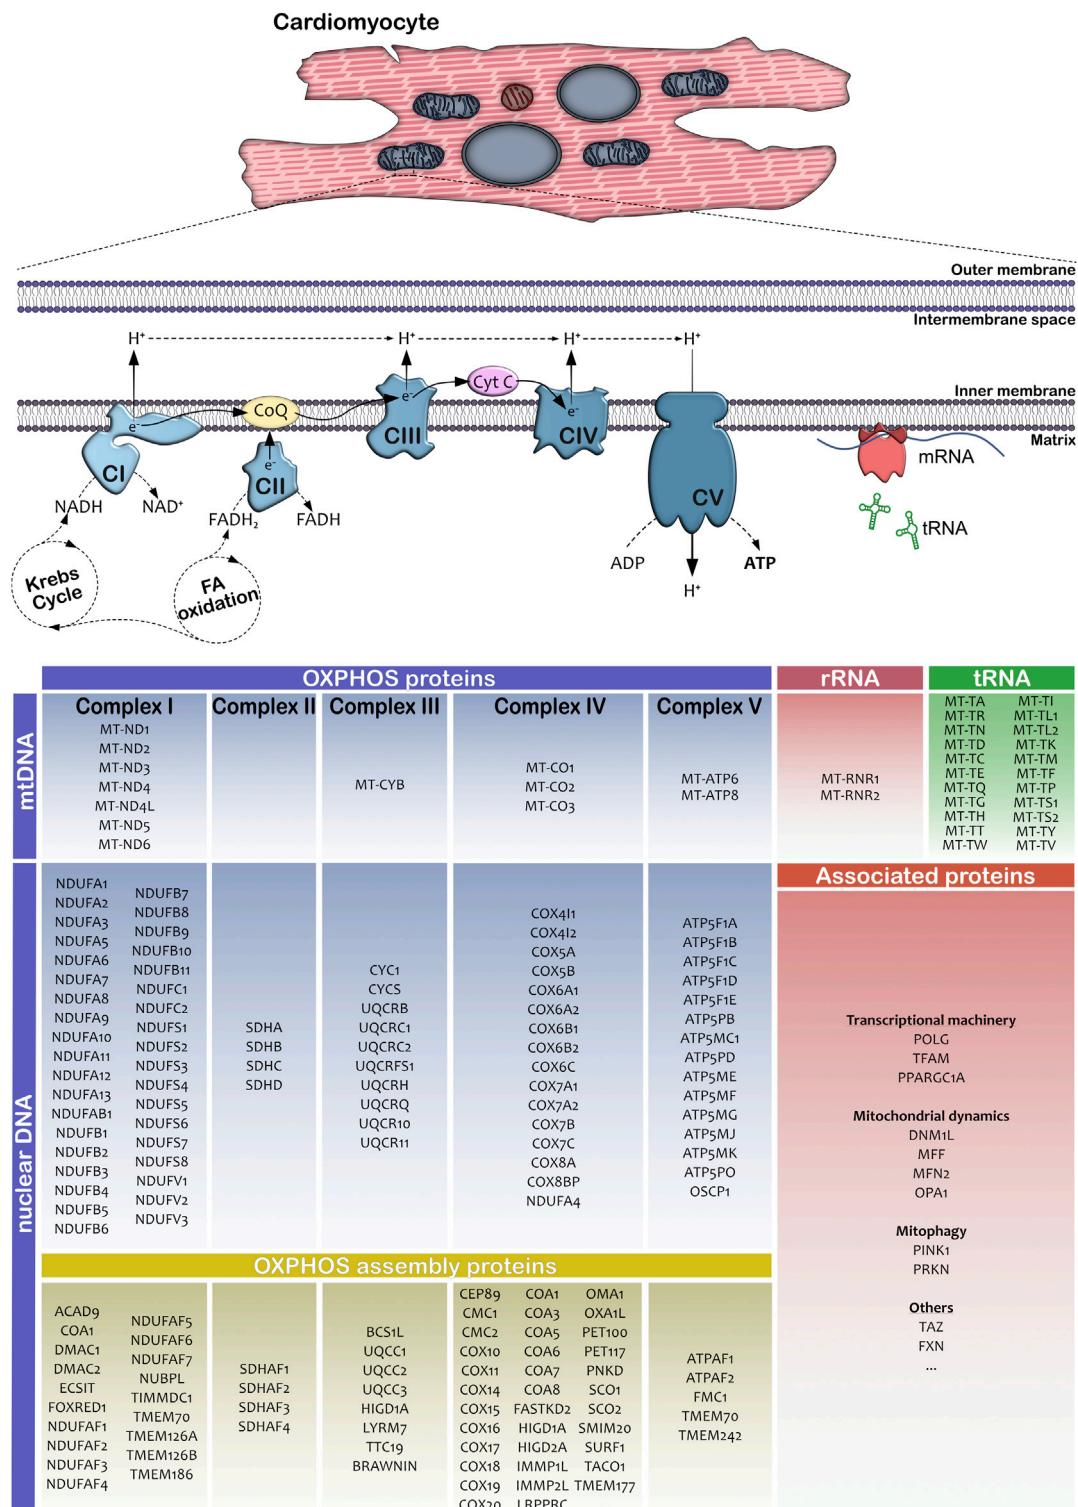 Cardiomyocyte
Outer membrane
Intermembrane space
H⁺
H⁺
H⁺
H⁺
Inner membrane
Matrix
e⁻
CoQ
e⁻
Cyt C
e⁻
CI
CII
e⁻
CIII
CIV
CV
mRNA
tRNA
NADH
NAD⁺
FADH₂
FADH
ADP
ATP
H⁺
Krebs
Cycle
FA
oxidation
OXPHOS proteins
rRNA
tRNA
mtDNA
Complex I
MT-ND1
MT-ND2
MT-ND3
MT-ND4
MT-ND4L
MT-ND5
MT-ND6
Complex II
Complex III
MT-CYB
Complex IV
MT-CO1
MT-CO2
MT-CO3
Complex V
MT-ATP6
MT-ATP8
MT-RNR1
MT-RNR2
MT-TA MT-TI
MT-TR MT-TL1
MT-TN MT-TL2
MT-TD MT-TK
MT-TC MT-TM
MT-TE MT-TF
MT-TQ MT-TP
MT-TG MT-TS1
MT-TH MT-TS2
MT-TT MT-TY
MT-TW MT-TV
nuclear DNA
NDUFA1
NDUFA2
NDUFA3
NDUFA5
NDUFA6
NDUFA7
NDUFA8
NDUFA9
NDUFA10
NDUFA11
NDUFA12
NDUFA13
NDUFAB1
NDUFB1
NDUFB2
NDUFB3
NDUFB4
NDUFB5
NDUFB6
NDUFB7
NDUFB8
NDUFB9
NDUFB10
NDUFB11
NDUFC1
NDUFC2
NDUFS1
NDUFS2
NDUFS3
NDUFS4
NDUFS5
NDUFS6
NDUFS7
NDUFS8
NDUFV1
NDUFV2
NDUFV3
SDHA
SDHB
SDHC
SDHD
CYC1
CYCS
UQCRB
UQCRC1
UQCRC2
UQCRFS1
UQCRH
UQCRQ
UQCR10
UQCR11
COX4I1
COX4I2
COX5A
COX5B
COX6A1
COX6A2
COX6B1
COX6B2
COX6C
COX7A1
COX7A2
COX7B
COX7C
COX8A
COX8BP
NDUFA4
ATP5F1A
ATP5F1B
ATP5F1C
ATP5F1D
ATP5F1E
ATP5PB
ATP5MC1
ATP5PD
ATP5ME
ATP5MF
ATP5MG
ATP5MJ
ATP5MK
ATP5PO
OSCP1
Associated proteins
Transcriptional machinery
POLG
TFAM
PPARGC1A
Mitochondrial dynamics
DNM1L
MFF
MFN2
OPA1
Mitophagy
PINK1
PRKN
Others
TAZ
FXN
...
OXPHOS assembly proteins
ACAD9
COA1
DMAC1
DMAC2
ECSIT
FOXRED1
NDUFAF1
NDUFAF2
NDUFAF3
NDUFAF4
NDUFAF5
NDUFAF6
NDUFAF7
NUBPL
TIMMDC1
TMEM70
TMEM126A
TMEM126B
TMEM186
SDHAF1
SDHAF2
SDHAF3
SDHAF4
BCS1L
UQCC1
UQCC2
UQCC3
HIGD1A
LYRM7
TTC19
BRAWNIN
CEP89 COA1 OMA1
CMC1 COA3 OXA1L
CMC2 COA5 PET100
COX10 COA6 PET117
COX11 COA7 PNKD
COX14 COA8 SCO1
COX15 FASTKD2 SCO2
COX16 HIGD1A SMIM20
COX17 HIGD2A SURF1
COX18 IMMP1L TACO1
COX19 IMMP2L TMEM177
COX20 LRPPRC
ATPAF1
ATPAF2
FMC1
TMEM70
TMEM242